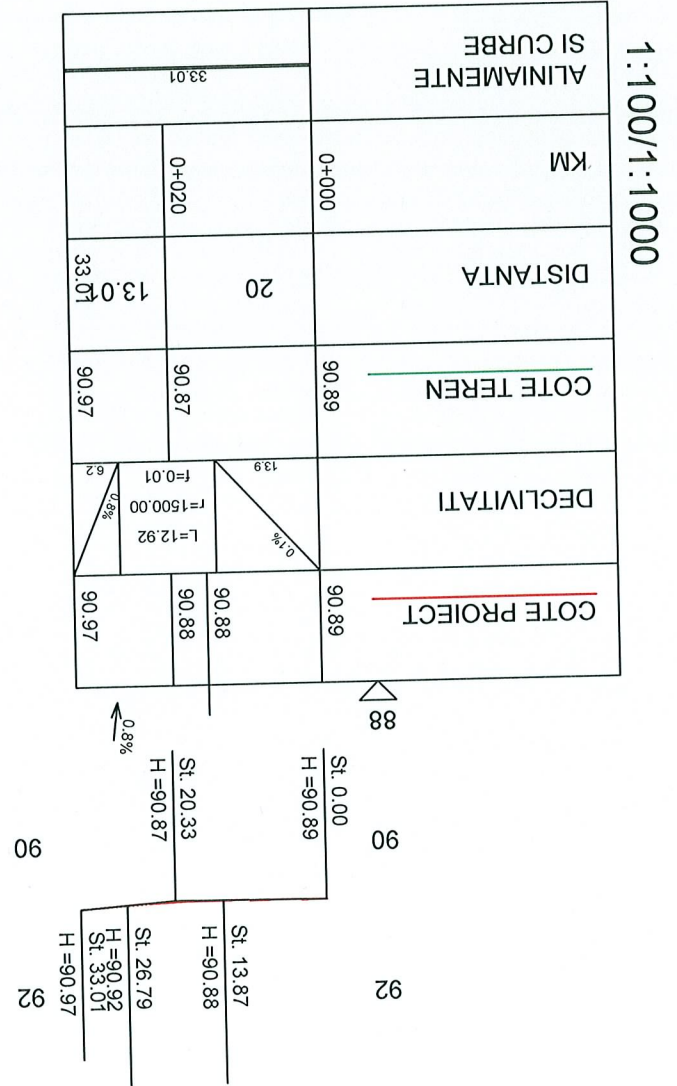 1:100/1:1000
92
92
90
90
88
St. 0.00
H =90.89
St. 13.87
H =90.88
St. 20.33
H =90.87
St. 26.79
H =90.92
St. 33.01
H =90.97
0.8%
COTE PROIECT
90.89
90.88
90.88
90.97
DECLIVITATI
0.1%
13.9
L=12.92
r=1500.00
f=0.01
0.8%
6.2
COTE TEREN
90.89
90.87
90.97
DISTANTA
20
13.01
33.01
KM
0+000
0+020
ALINIAMENTE
SI CURBE
33.01